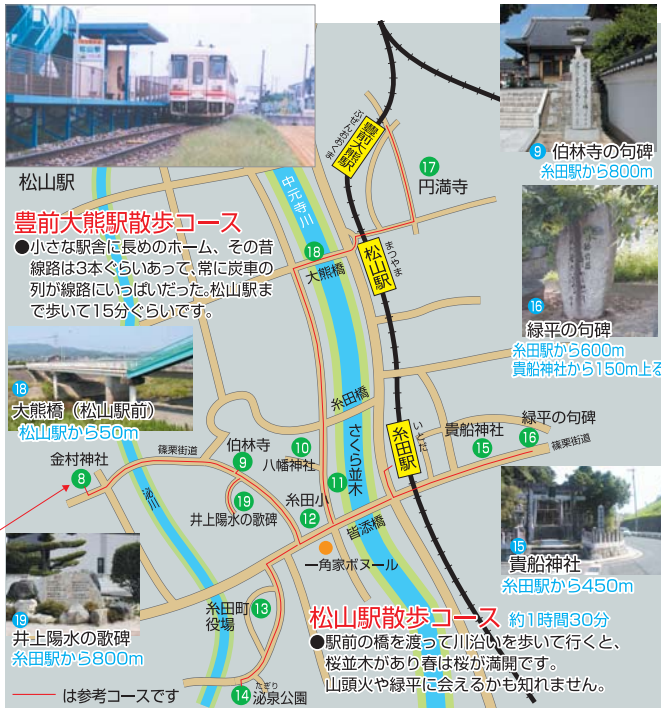 松山駅
豊前大熊駅散歩コース
●小さな駅舎に長めのホーム、その昔
線路は3本ぐらいあって、常に炭車の
列が線路にいっぱいだった。松山駅ま
で歩いて15分くらいです。
⑱
大熊橋（松山駅前）
松山駅から50m
中元寺川
ぶぜんおおくま
豊前大熊駅
⑰
円満寺
⑱
大熊橋
まつやま
松山駅
⑨ 伯林寺の句碑
糸田駅から800m
⑯
緑平の句碑
糸田駅から600m
貴船神社から150m上る
糸田橋
さくら並木
いとだ
糸田駅
貴船神社
⑮
緑平の句碑
⑯
篠栗街道
金村神社
⑧
篠栗街道
伯林寺
⑨
⑩
八幡神社
⑪
⑲
井上陽水の歌碑
糸田小
⑫
皆添橋
一角家ボヌール
泌川
⑲
井上陽水の歌碑
糸田駅から800m
糸田町
役場
⑬
⑭
たぎり
泌泉公園
⑮
貴船神社
糸田駅から450m
松山駅散歩コース 約1時間30分
●駅前の橋を渡って川沿いを歩いて行くと、
桜並木があり春は桜が満開です。
山頭火や緑平に会えるかも知れません。
は参考コースです